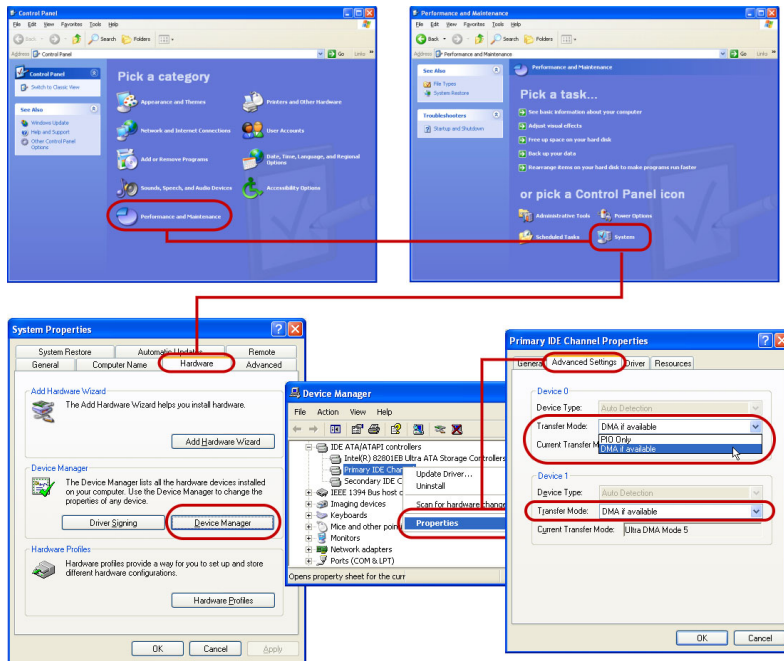 Control Panel
File Edit View Favorites Tools Help
Back Search Folders
Address Control Panel Go Links
Control Panel
Switch to Classic View
See Also
Windows Update
Help and Support
Other Control Panel Options
Pick a category
Appearance and Themes
Printers and Other Hardware
Network and Internet Connections
User Accounts
Add or Remove Programs
Date, Time, Language, and Regional Options
Sounds, Speech, and Audio Devices
Accessibility Options
Performance and Maintenance
Performance and Maintenance
File Edit View Favorites Tools Help
Back Search Folders
Address Performance and Maintenance Go Links
See Also
File Types
System Restore
Troubleshooters
Startup and Shutdown
Performance and Maintenance
Pick a task...
See basic information about your computer
Adjust visual effects
Free up space on your hard disk
Back up your data
Rearrange items on your hard disk to make programs run faster
or pick a Control Panel icon
Administrative Tools
Power Options
Scheduled Tasks
System
System Properties
System Restore Automatic Updates Remote
General Computer Name Hardware Advanced
Add Hardware Wizard
The Add Hardware Wizard helps you install hardware.
Add Hardware Wizard
Device Manager
The Device Manager lists all the hardware devices installed
on your computer. Use the Device Manager to change the
properties of any device.
Driver Signing Device Manager
Hardware Profiles
Hardware profiles provide a way for you to set up and store
different hardware configurations.
Hardware Profiles
OK Cancel Apply
Device Manager
File Action View Help
IDE ATA/ATAPI controllers
Intel(R) 82801EB Ultra ATA Storage Controllers
Primary IDE Chan
Secondary IDE C
IEEE 1394 Bus host c
Imaging devices
Keyboards
Mice and other poin
Monitors
Network adapters
Ports (COM & LPT)
Opens property sheet for the curr
Update Driver...
Uninstall
Scan for hardware change
Properties
Primary IDE Channel Properties
General Advanced Settings Driver Resources
Device 0
Device Type: Auto Detection
Transfer Mode: DMA if available
PIO Only
DMA if available
Current Transfer M
Device 1
Device Type: Auto Detection
Transfer Mode: DMA if available
Current Transfer Mode: Ultra DMA Mode 5
OK Cancel